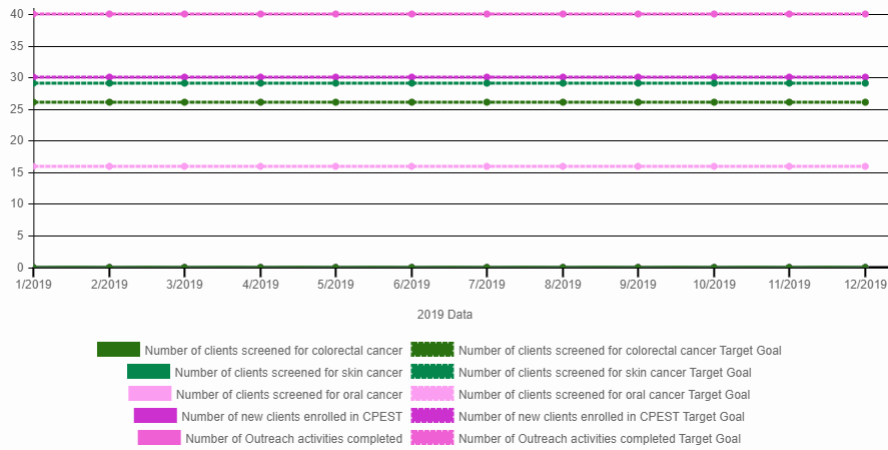 40
35
30
25
20
15
10
5
0
1/2019 2/2019 3/2019 4/2019 5/2019 6/2019 7/2019 8/2019 9/2019 10/2019 11/2019 12/2019
2019 Data
Number of clients screened for colorectal cancer Number of clients screened for colorectal cancer Target Goal
Number of clients screened for skin cancer Number of clients screened for skin cancer Target Goal
Number of clients screened for oral cancer Number of clients screened for oral cancer Target Goal
Number of new clients enrolled in CPEST Number of new clients enrolled in CPEST Target Goal
Number of Outreach activities completed Number of Outreach activities completed Target Goal